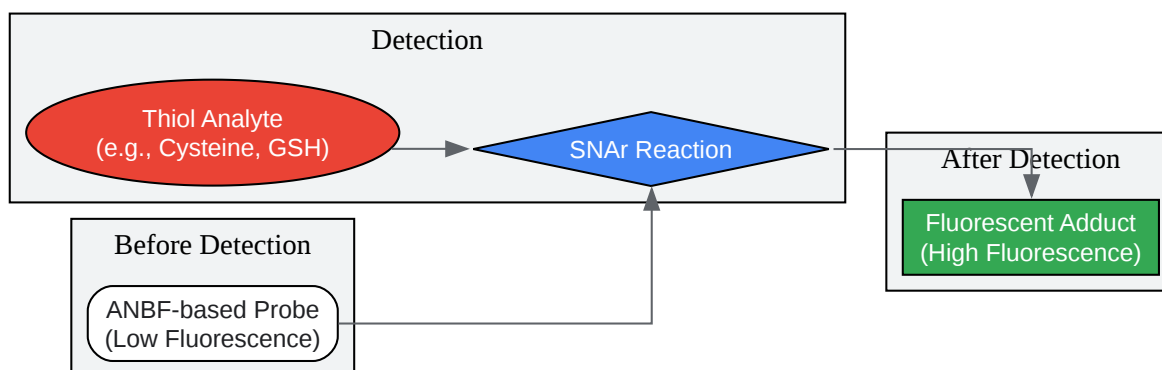 Detection
Thiol Analyte
(e.g., Cysteine, GSH)
SNAr Reaction
After Detection
Fluorescent Adduct
(High Fluorescence)
Before Detection
ANBF-based Probe
(Low Fluorescence)